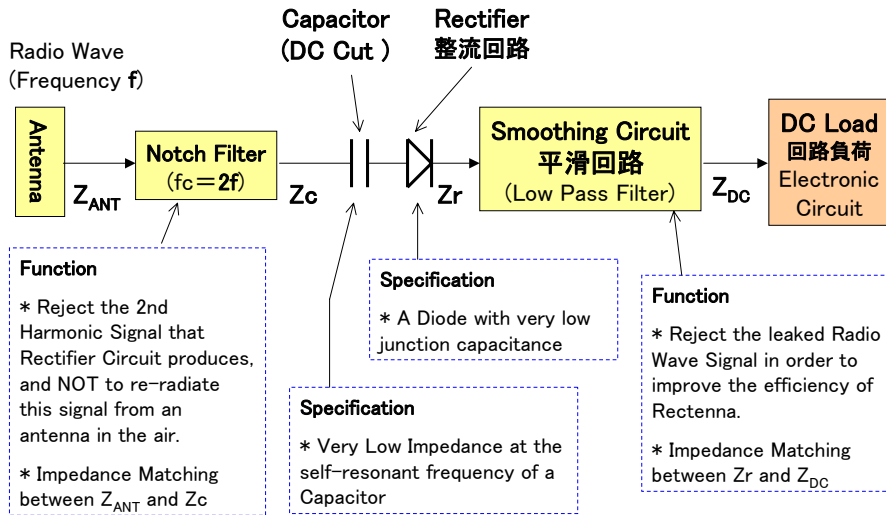 Radio Wave
(Frequency f)
Capacitor
(DC Cut )
Rectifier
整流回路
Antenna
Z_ANT
Notch Filter
(fc＝2f)
Zc
Zr
Smoothing Circuit
平滑回路
(Low Pass Filter)
Z_DC
DC Load
回路負荷
Electronic
Circuit
Function
* Reject the 2nd
Harmonic Signal that
Rectifier Circuit produces,
and NOT to re-radiate
this signal from an
antenna in the air.
* Impedance Matching
between Z_ANT and Zc
Specification
* Very Low Impedance at the
self-resonant frequency of a
Capacitor
Specification
* A Diode with very low
junction capacitance
Function
* Reject the leaked Radio
Wave Signal in order to
improve the efficiency of
Rectenna.
* Impedance Matching
between Zr and Z_DC